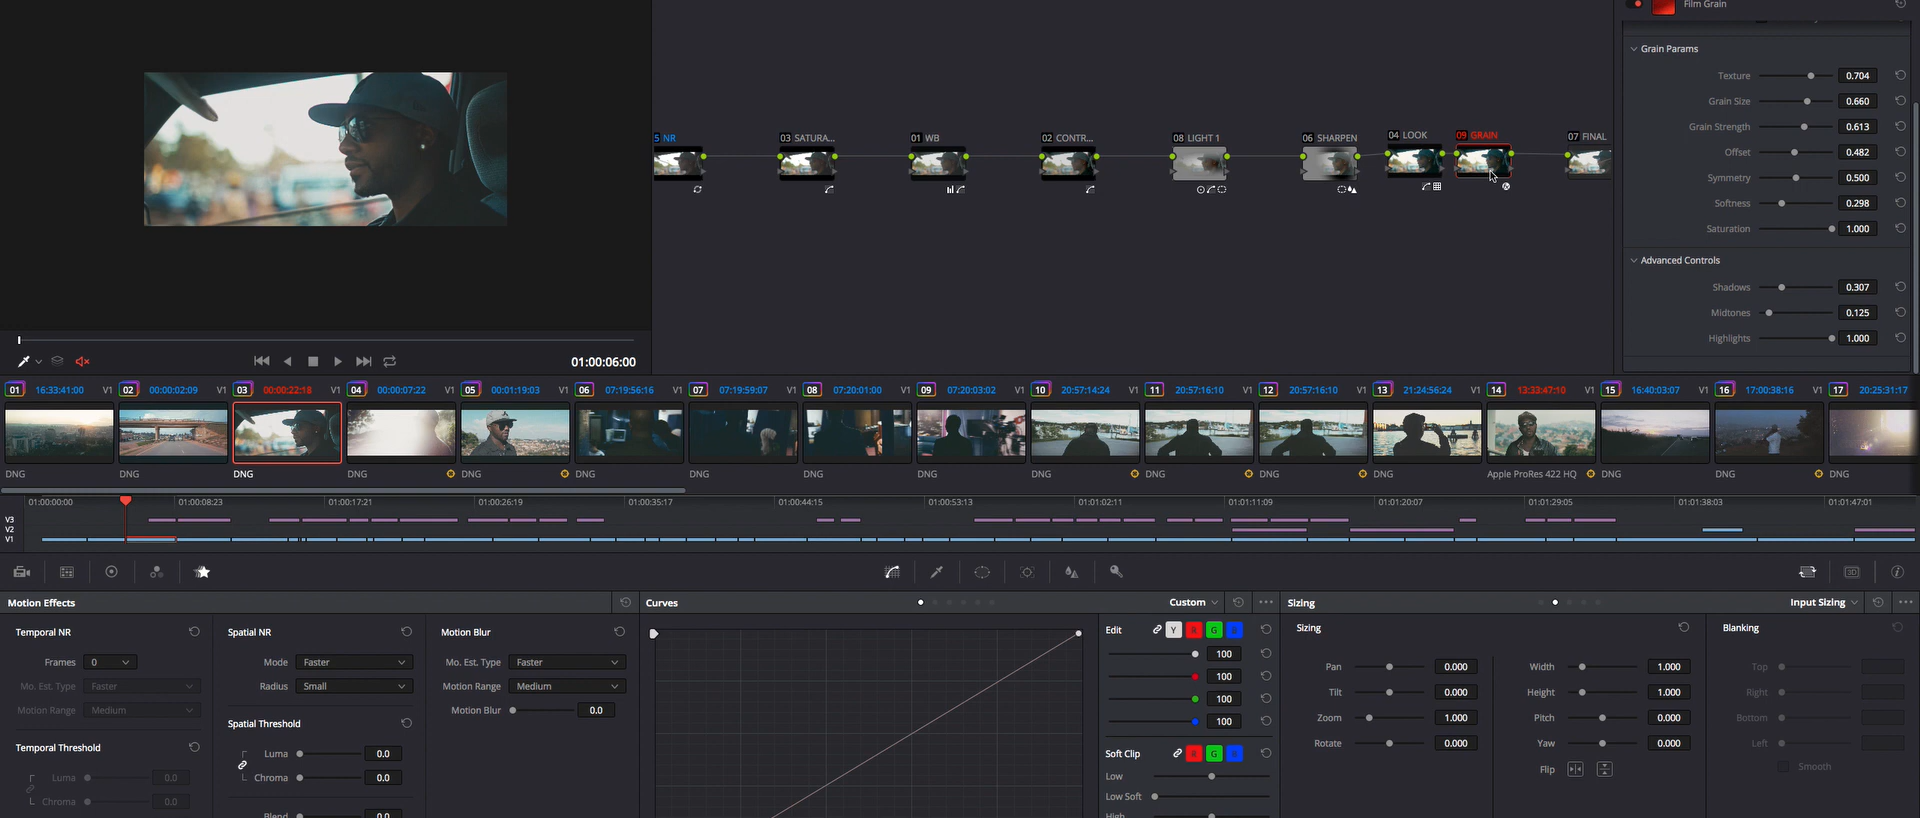 Film Grain
Grain Params
Texture 0.704
Grain Size 0.660
Grain Strength 0.613
Offset 0.482
Symmetry 0.500
Softness 0.298
Saturation 1.000
Advanced Controls
Shadows 0.307
Midtones 0.125
Highlights 1.000
5 NR
03 SATURA...
01 WB
02 CONTR...
08 LIGHT 1
06 SHARPEN
04 LOOK
09 GRAIN
07 FINAL
01:00:06:00
01 16:33:41:00 V1 02 00:00:02:09 V1 03 00:00:22:18 V1 04 00:00:07:22 V1 05 00:01:19:03 V1 06 07:19:56:16 V1 07 07:19:59:07 V1 08 07:20:01:00 V1 09 07:20:03:02 V1 10 20:57:14:24 V1 11 20:57:16:10 V1 12 20:57:16:10 V1 13 21:24:56:24 V1 14 13:33:47:10 V1 15 16:40:03:07 V1 16 17:00:38:16 V1 17 20:25:31:17
DNG DNG DNG DNG DNG DNG DNG DNG DNG DNG DNG DNG DNG Apple ProRes 422 HQ DNG DNG DNG
01:00:00:00 01:00:08:23 01:00:17:21 01:00:26:19 01:00:35:17 01:00:44:15 01:00:53:13 01:01:02:11 01:01:11:09 01:01:20:07 01:01:29:05 01:01:38:03 01:01:47:01
V3
V2
V1
3D
Motion Effects
Temporal NR
Frames 0
Mo. Est. Type Faster
Motion Range Medium
Temporal Threshold
Luma 0.0
Chroma 0.0
Spatial NR
Mode Faster
Radius Small
Spatial Threshold
Luma 0.0
Chroma 0.0
Blend 0.0
Motion Blur
Mo. Est. Type Faster
Motion Range Medium
Motion Blur 0.0
Curves
Custom
Edit Y R G B
100
100
100
100
Soft Clip R G B
Low
Low Soft
High
Sizing
Input Sizing
Sizing
Pan 0.000
Tilt 0.000
Zoom 1.000
Rotate 0.000
Width 1.000
Height 1.000
Pitch 0.000
Yaw 0.000
Flip
Blanking
Top
Right
Bottom
Left
Smooth